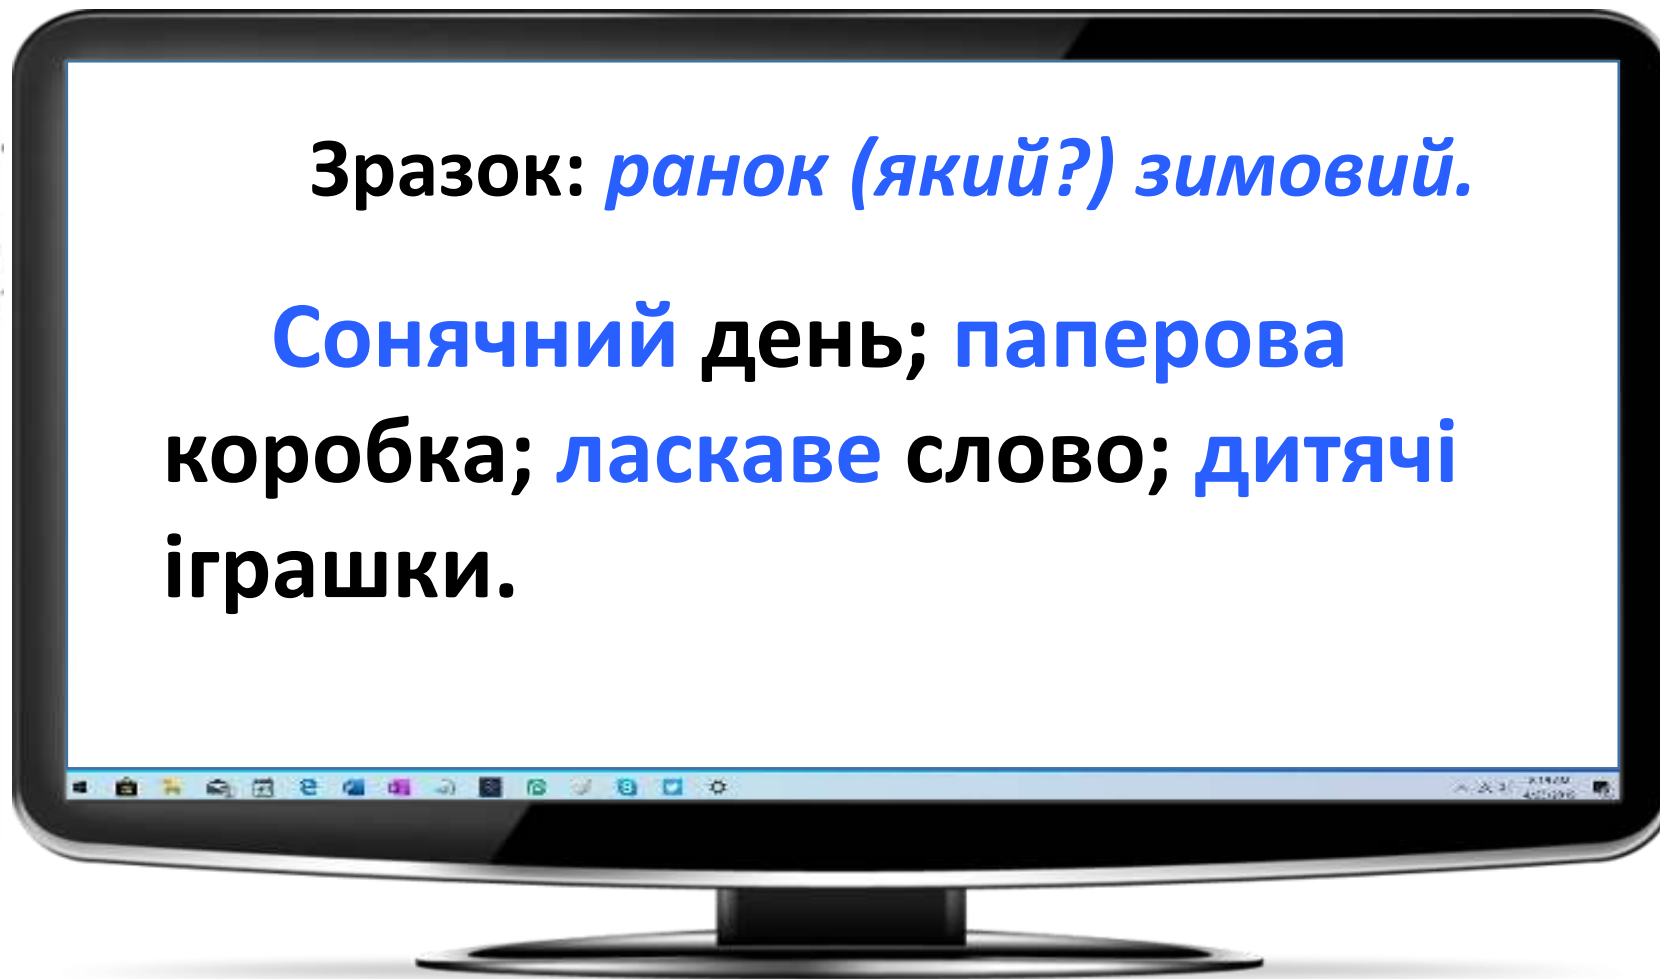 Зразок: ранок (який?) зимовий.
Сонячний день; паперова
коробка; ласкаве слово; дитячі
іграшки.